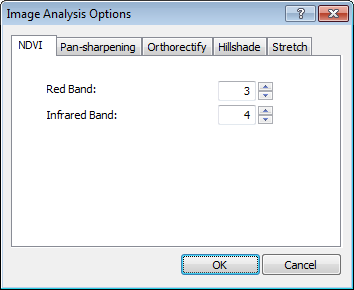 Image Analysis Options
?
NDVI Pan-sharpening Orthorectify Hillshade Stretch
Red Band: 3
Infrared Band: 4
OK Cancel